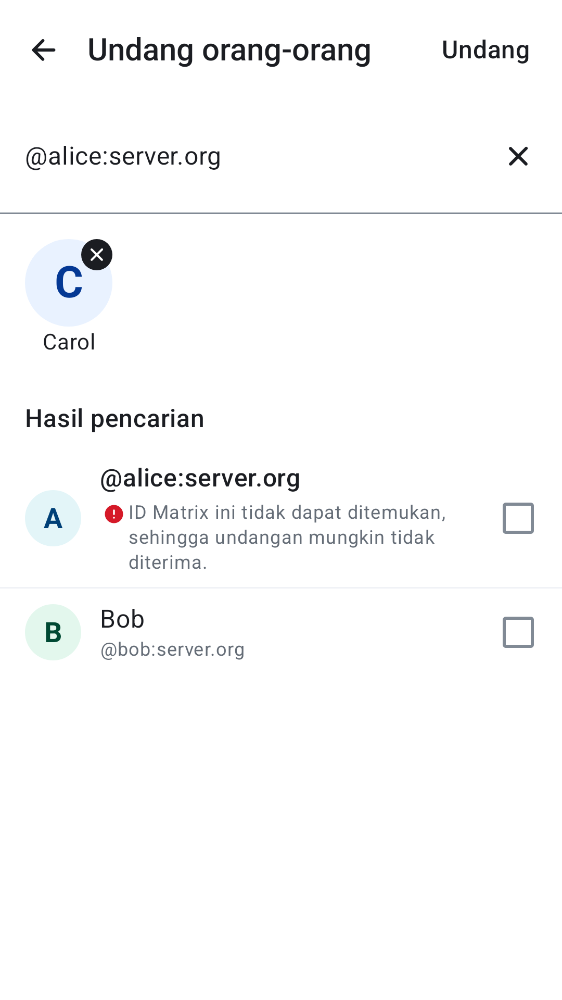 Undang orang-orang
Undang
@alice:server.org
C
Carol
Hasil pencarian
A
@alice:server.org
ID Matrix ini tidak dapat ditemukan,
sehingga undangan mungkin tidak
diterima.
B
Bob
@bob:server.org